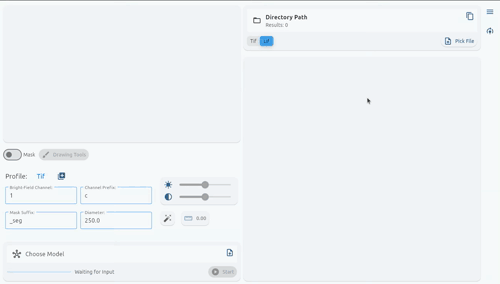 Directory Path
Results: 0
Tif
Lif
Pick File
Mask
Drawing Tools
Profile:
Tif
Bright-Field Channel
1
Channel Prefix
c
Mask Suffix
_seg
Diameter
250.0
0.00
Choose Model
Waiting for Input
Start